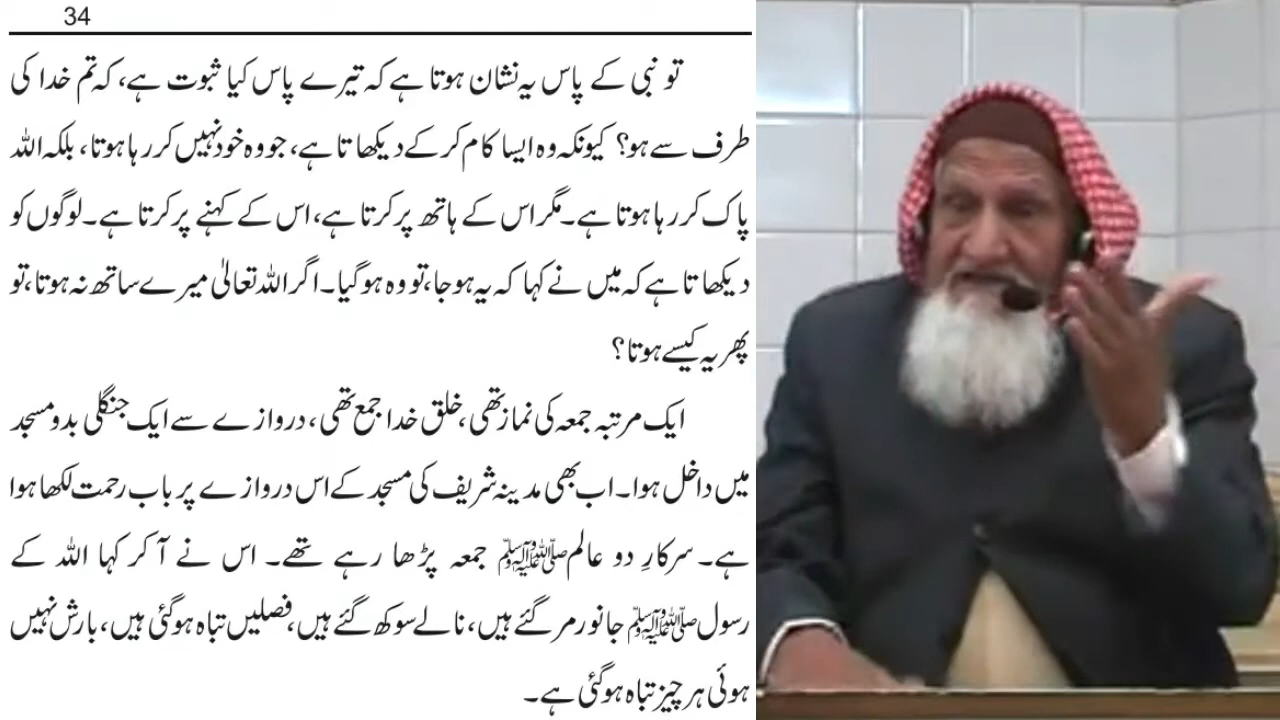 34
تو نبی کے پاس یہ نشان ہوتا ہے کہ تیرے پاس کیا ثبوت ہے، کہ تم خدا کی
طرف سے ہو؟ کیونکہ وہ ایسا کام کر کے دیکھا تا ہے، جو وہ خود نہیں کر رہا ہوتا، بلکہ اللہ
پاک کر رہا ہوتا ہے۔ مگر اس کے ہاتھ پر کرتا ہے، اس کے کہنے پر کرتا ہے۔ لوگوں کو
دیکھا تا ہے کہ میں نے کہا کہ یہ ہو جا، تو وہ ہو گیا۔ اگر اللہ تعالیٰ میرے ساتھ نہ ہوتا، تو
پھر یہ کیسے ہوتا؟
ایک مرتبہ جمعہ کی نماز تھی، خلق خدا جمع تھی، دروازے سے ایک جنگلی بدو مسجد
میں داخل ہوا۔ اب بھی مدینہ شریف کی مسجد کے اس دروازے پر باب رحمت لکھا ہوا
ہے۔ سرکارِ دو عالم ﷺ جمعہ پڑھا رہے تھے۔ اس نے آ کر کہا اللہ کے
رسول ﷺ جانور مر گئے ہیں، نالے سوکھ گئے ہیں، فصلیں تباہ ہوگئی ہیں، بارش نہیں
ہوئی ہر چیز تباہ ہوگئی ہے۔